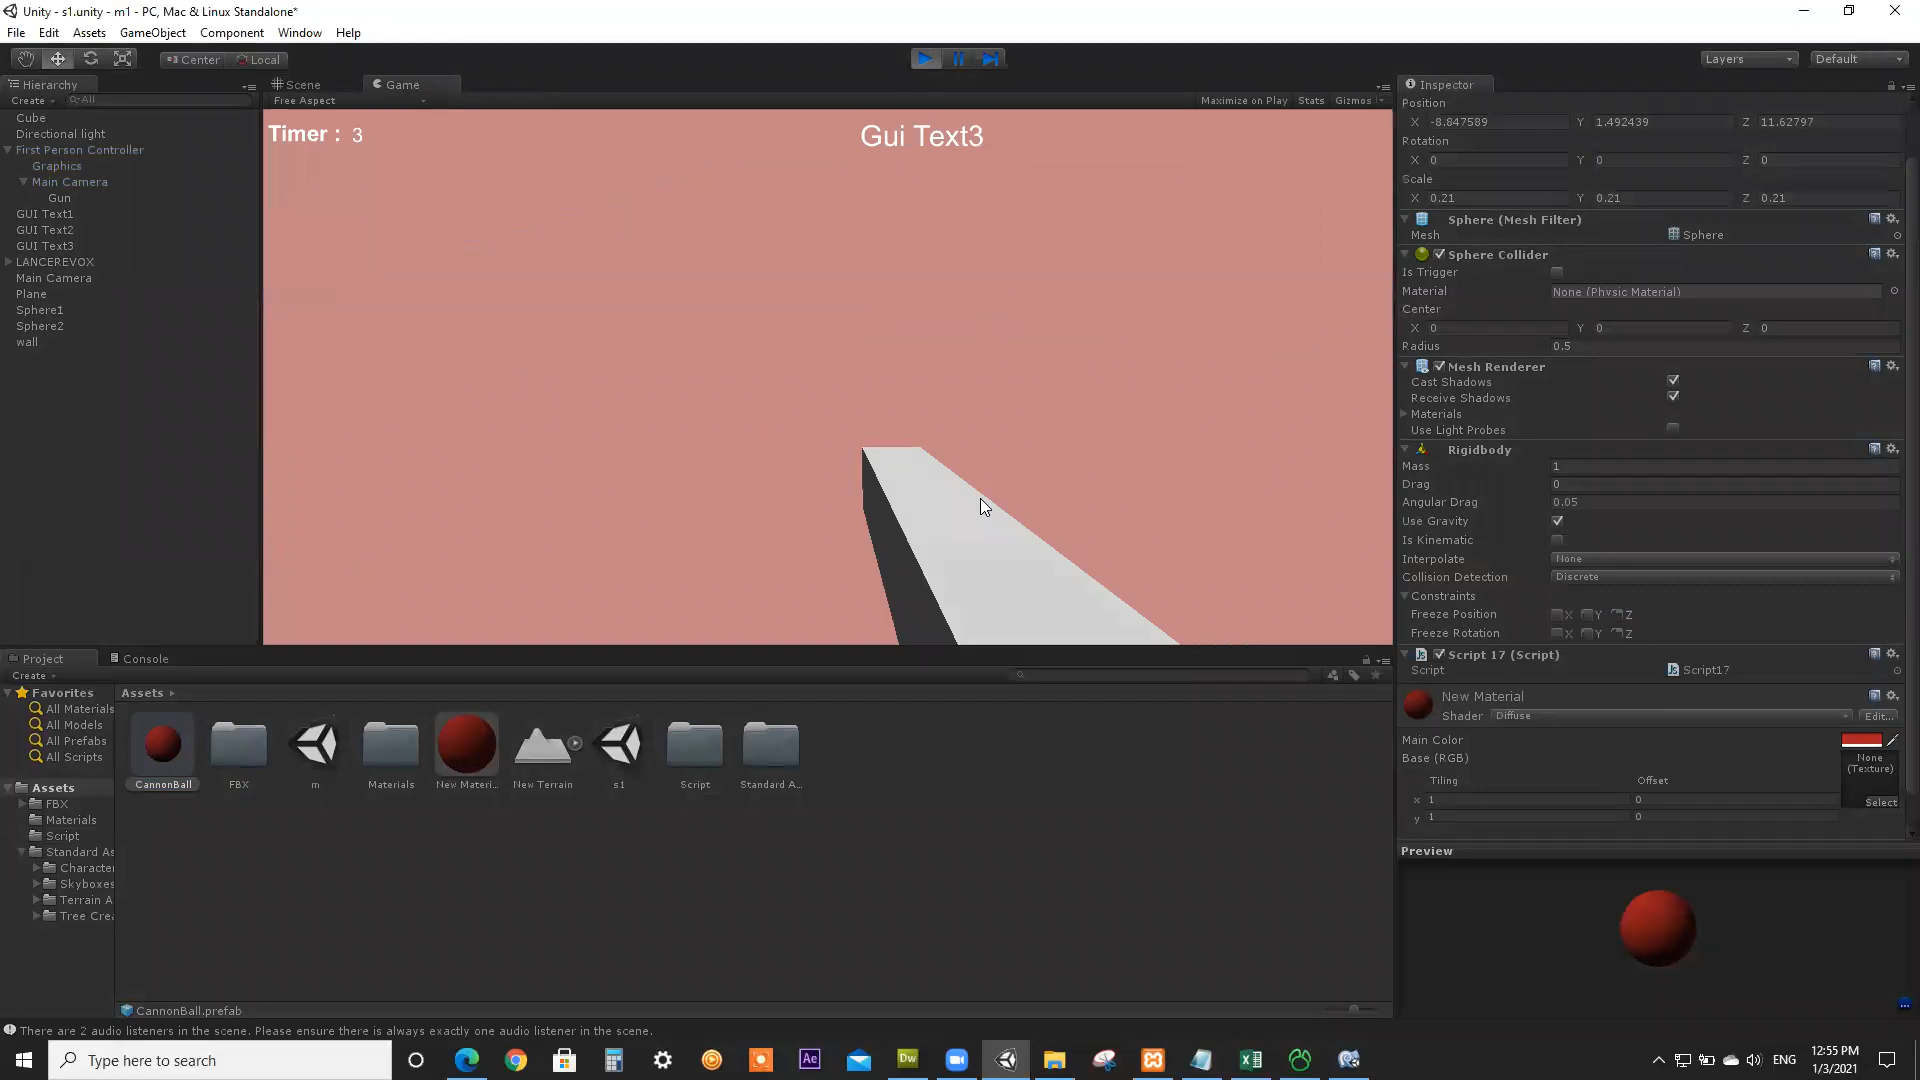 Unity - s1.unity - m1 - PC, Mac & Linux Standalone*
File Edit Assets GameObject Component Window Help
Center Local
Layers Default
Hierarchy
Create All
Cube
Directional light
First Person Controller
Graphics
Main Camera
Gun
GUI Text1
GUI Text2
GUI Text3
LANCEREVOX
Main Camera
Plane
Sphere1
Sphere2
wall
Scene Game
Free Aspect Maximize on Play Stats Gizmos
Timer : 3
Gui Text3
Inspector
Position
X -8.847589 Y 1.492439 Z 11.62797
Rotation
X 0 Y 0 Z 0
Scale
X 0.21 Y 0.21 Z 0.21
Sphere (Mesh Filter)
Mesh Sphere
Sphere Collider
Is Trigger
Material None (Physic Material)
Center
X 0 Y 0 Z 0
Radius 0.5
Mesh Renderer
Cast Shadows
Receive Shadows
Materials
Use Light Probes
Rigidbody
Mass 1
Drag 0
Angular Drag 0.05
Use Gravity
Is Kinematic
Interpolate None
Collision Detection Discrete
Constraints
Freeze Position X Y Z
Freeze Rotation X Y Z
Script 17 (Script)
Script Script17
New Material
Shader Diffuse Edit...
Main Color
Base (RGB)
None
(Texture)
Tiling Offset
x 1 0
y 1 0
Select
Preview
Project Console
Create
Favorites
All Materials
All Models
All Prefabs
All Scripts
Assets
FBX
Materials
Script
Standard As
Character
Skyboxes
Terrain A
Tree Crea
Assets
CannonBall FBX m Materials New Materi... New Terrain s1 Script Standard A...
CannonBall.prefab
There are 2 audio listeners in the scene. Please ensure there is always exactly one audio listener in the scene.
Type here to search
Ae
Dw
ENG
12:55 PM
1/3/2021